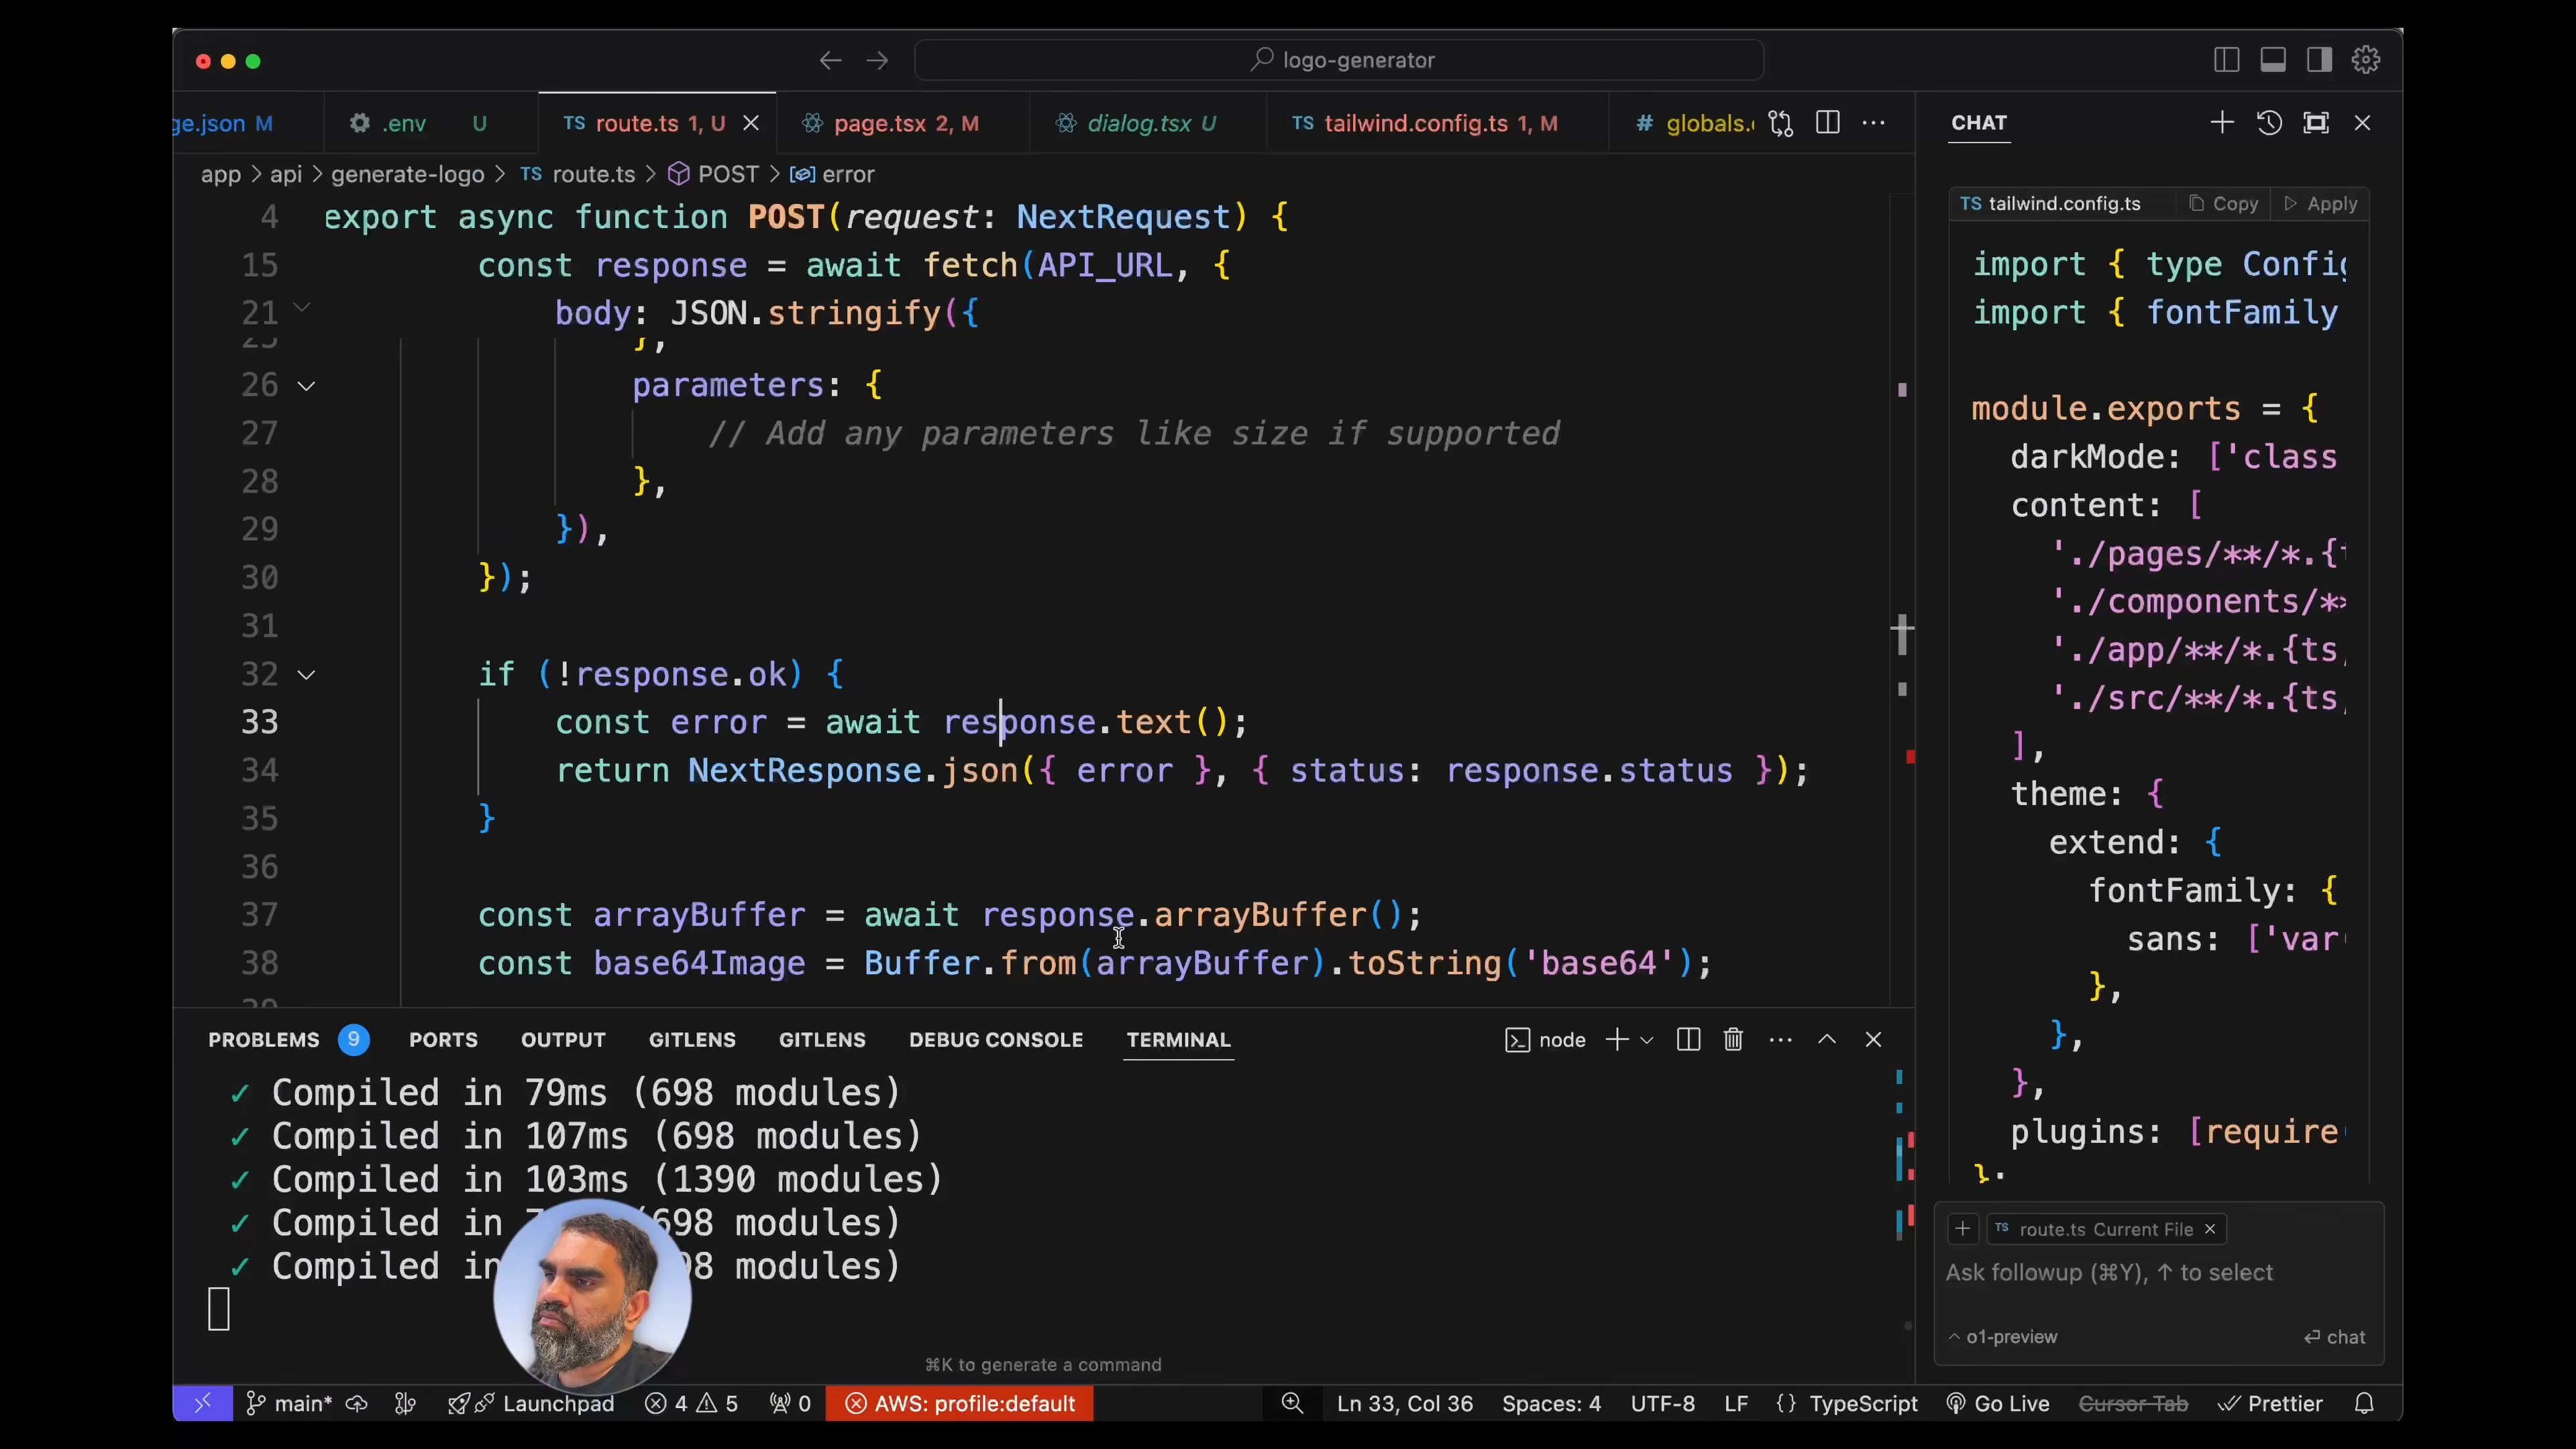 logo-generator
ge.json M
.env U
TS route.ts 1, U
page.tsx 2, M
dialog.tsx U
TS tailwind.config.ts 1, M
# globals.
app > api > generate-logo > TS route.ts > POST > error
4 export async function POST(request: NextRequest) {
15 const response = await fetch(API_URL, {
21 body: JSON.stringify({
25 },
26 parameters: {
27 // Add any parameters like size if supported
28 },
29 }),
30 });
31
32 if (!response.ok) {
33 const error = await response.text();
34 return NextResponse.json({ error }, { status: response.status });
35 }
36
37 const arrayBuffer = await response.arrayBuffer();
38 const base64Image = Buffer.from(arrayBuffer).toString('base64');
39
PROBLEMS 9 PORTS OUTPUT GITLENS GITLENS DEBUG CONSOLE TERMINAL
node
✓ Compiled in 79ms (698 modules)
✓ Compiled in 107ms (698 modules)
✓ Compiled in 103ms (1390 modules)
✓ Compiled in (698 modules)
✓ Compiled in 98 modules)
⌘K to generate a command
CHAT
TS tailwind.config.ts Copy Apply
import { type Config
import { fontFamily
module.exports = {
darkMode: ['class
content: [
'./pages/**/*.{t
'./components/**
'./app/**/*.{ts,
'./src/**/*.{ts,
],
theme: {
extend: {
fontFamily: {
sans: ['var(
},
},
},
plugins: [require(
};
TS route.ts Current File ×
Ask followup (⌘Y), ↑ to select
o1-preview
chat
main* Launchpad 4 5 0 AWS: profile:default Ln 33, Col 36 Spaces: 4 UTF-8 LF {} TypeScript Go Live Cursor Tab Prettier